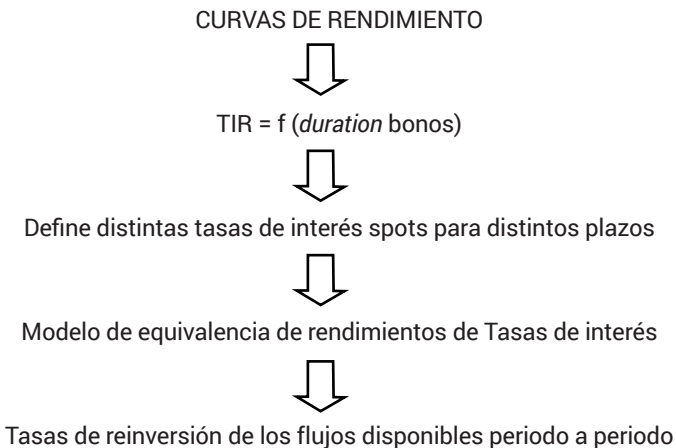 CURVAS DE RENDIMIENTO
TIR = f (duration bonos)
Define distintas tasas de interés spots para distintos plazos
Modelo de equivalencia de rendimientos de Tasas de interés
Tasas de reinversión de los flujos disponibles periodo a periodo